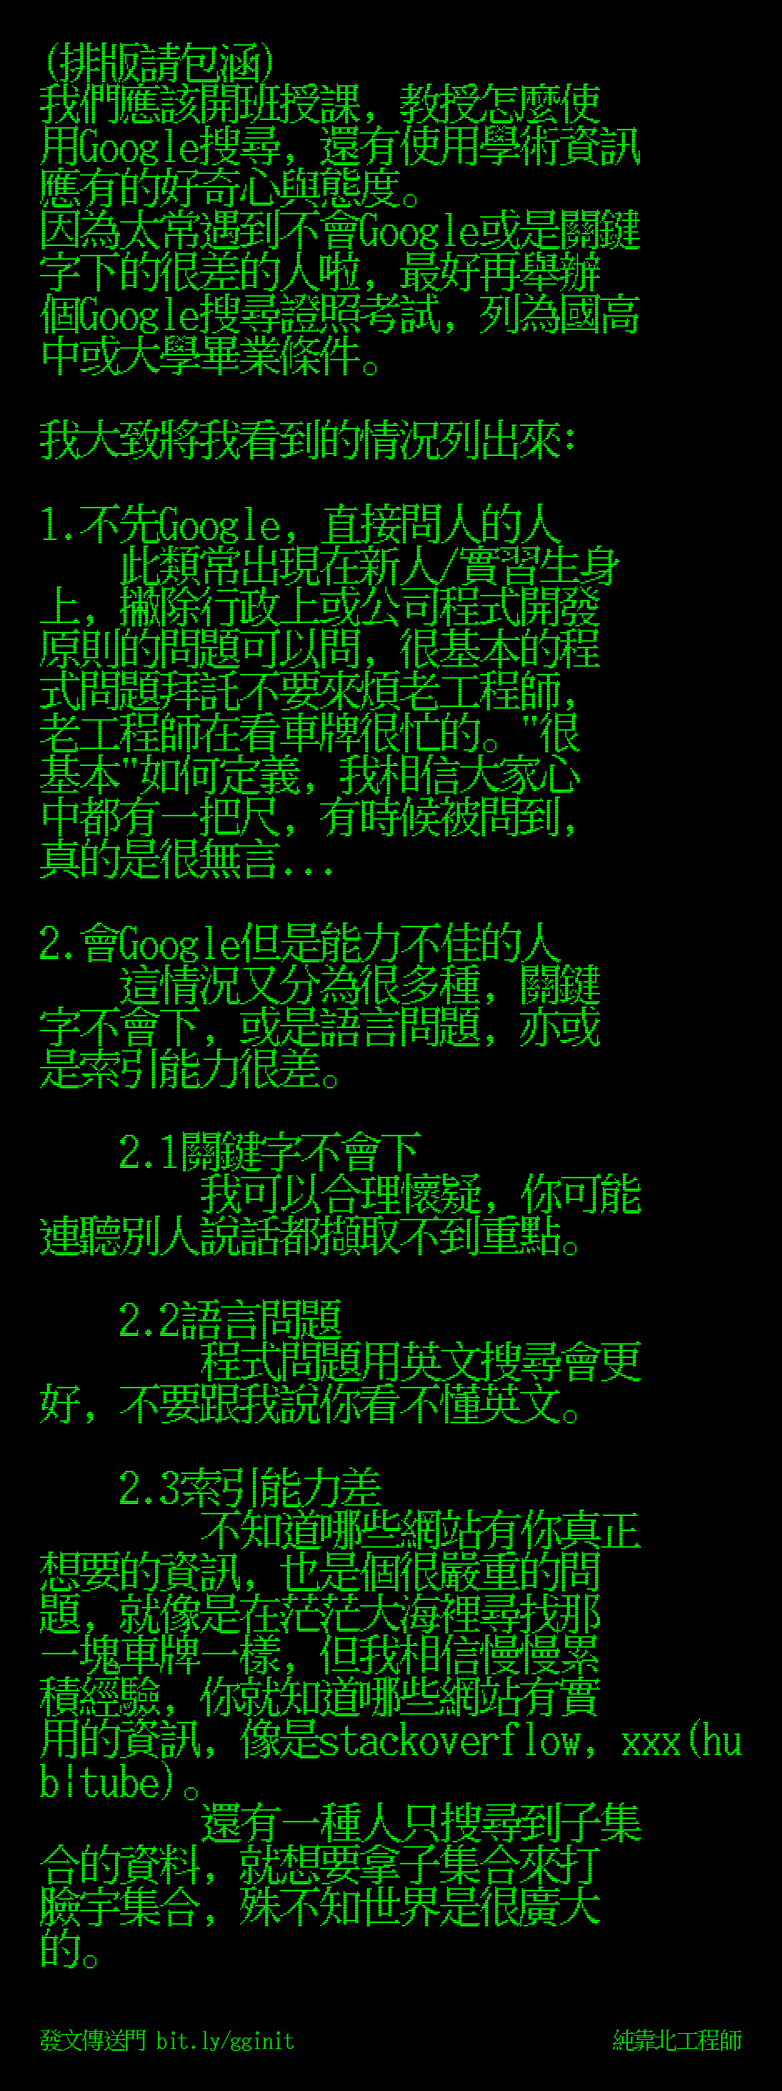 (排版請包涵)
我們應該開班授課, 教授怎麼使
用Google搜尋, 還有使用學術資訊
應有的好奇心與態度。
因為太常遇到不會Google或是關鍵
字下的很差的人啦, 最好再舉辦
個Google搜尋證照考試, 列為國高
中或大學畢業條件。
我大致將我看到的情況列出來:
1.不先Google, 直接問人的人
此類常出現在新人/實習生身
上, 撇除行政上或公司程式開發
原則的問題可以問, 很基本的程
式問題拜託不要來煩老工程師,
老工程師在看車牌很忙的。"很
基本"如何定義, 我相信大家心
中都有一把尺, 有時候被問到,
真的是很無言...
2.會Google但是能力不佳的人
這情況又分為很多種, 關鍵
字不會下, 或是語言問題, 亦或
是索引能力很差。
2.1關鍵字不會下
我可以合理懷疑, 你可能
連聽別人說話都擷取不到重點。
2.2語言問題
程式問題用英文搜尋會更
好, 不要跟我說你看不懂英文。
2.3索引能力差
不知道哪些網站有你真正
想要的資訊, 也是個很嚴重的問
題, 就像是在茫茫大海裡尋找那
一塊車牌一樣, 但我相信慢慢累
積經驗, 你就知道哪些網站有實
用的資訊, 像是stackoverflow, xxx(hu
b|tube)。
還有一種人只搜尋到子集
合的資料, 就想要拿子集合來打
臉宇集合, 殊不知世界是很廣大
的。
發文傳送門 bit.ly/gginit
純靠北工程師